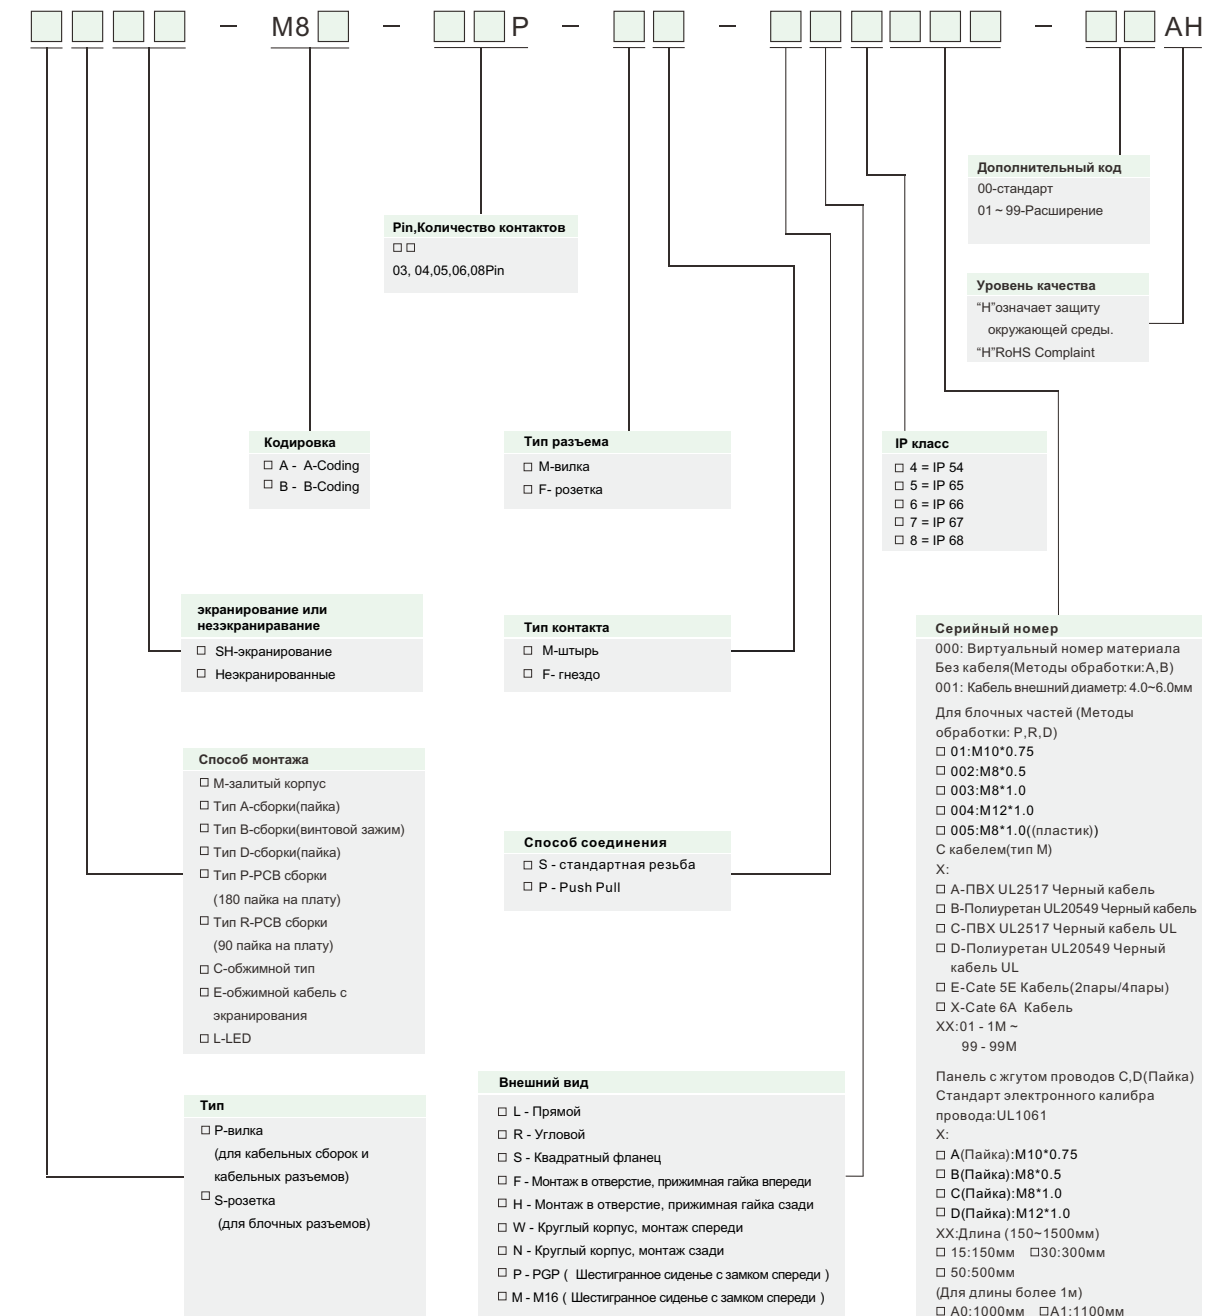 — M8 — P — — — AH
Дополнительный код
00-стандарт
01 ~ 99-Расширение
Pin,Количество контактов
□ □
03, 04,05,06,08Pin
Уровень качества
“H”означает защиту
окружающей среды.
“H”RoHS Complaint
Кодировка
□ A - A-Coding
□ B - B-Coding
Тип разъема
□ M-вилка
□ F- розетка
IP класс
□ 4 = IP 54
□ 5 = IP 65
□ 6 = IP 66
□ 7 = IP 67
□ 8 = IP 68
экранирование или
незэкраниравание
□ SH-экранирование
□ Неэкранированные
Тип контакта
□ М-штырь
□ F- гнездо
Способ монтажа
□ М-залитый корпус
□ Тип А-сборки(пайка)
□ Тип В-сборки(винтовой зажим)
□ Тип D-сборки(пайка)
□ Тип P-PCB сборки
(180 пайка на плату)
□ Тип R-PCB сборки
(90 пайка на плату)
□ С-обжимной тип
□ Е-обжимной кабель с
экранирования
□ L-LED
Способ соединения
□ S - стандартная резьба
□ P - Push Pull
Тип
□ Р-вилка
(для кабельных сборок и
кабельных разъемов)
□ S-розетка
(для блочных разъемов)
Внешний вид
□ L - Прямой
□ R - Угловой
□ S - Квадратный фланец
□ F - Монтаж в отверстие, прижимная гайка впереди
□ H - Монтаж в отверстие, прижимная гайка сзади
□ W - Круглый корпус, монтаж спереди
□ N - Круглый корпус, монтаж сзади
□ P - PGP ( Шестигранное сиденье с замком спереди )
□ M - M16 ( Шестигранное сиденье с замком спереди )
Серийный номер
000: Виртуальный номер материала
Без кабеля(Методы обработки:А,В)
001: Кабель внешний диаметр: 4.0~6.0мм
Для блочных частей (Методы
обработки: P,R,D)
□ 01:M10*0.75
□ 002:M8*0.5
□ 003:M8*1.0
□ 004:M12*1.0
□ 005:M8*1.0((пластик))
С кабелем(тип М)
X:
□ А-ПВХ UL2517 Черный кабель
□ В-Полиуретан UL20549 Черный кабель
□ С-ПВХ UL2517 Черный кабель UL
□ D-Полиуретан UL20549 Черный
кабель UL
□ E-Cate 5E Кабель(2пары/4пары)
□ X-Cate 6A Кабель
XX:01 - 1M ~
99 - 99M
Панель с жгутом проводов C,D(Пайка)
Стандарт электронного калибра
провода:UL1061
X:
□ A(Пайка):M10*0.75
□ B(Пайка):M8*0.5
□ C(Пайка):M8*1.0
□ D(Пайка):M12*1.0
XX:Длина (150~1500мм)
□ 15:150мм □30:300мм
□ 50:500мм
(Для длины более 1м)
□ A0:1000мм □A1:1100мм